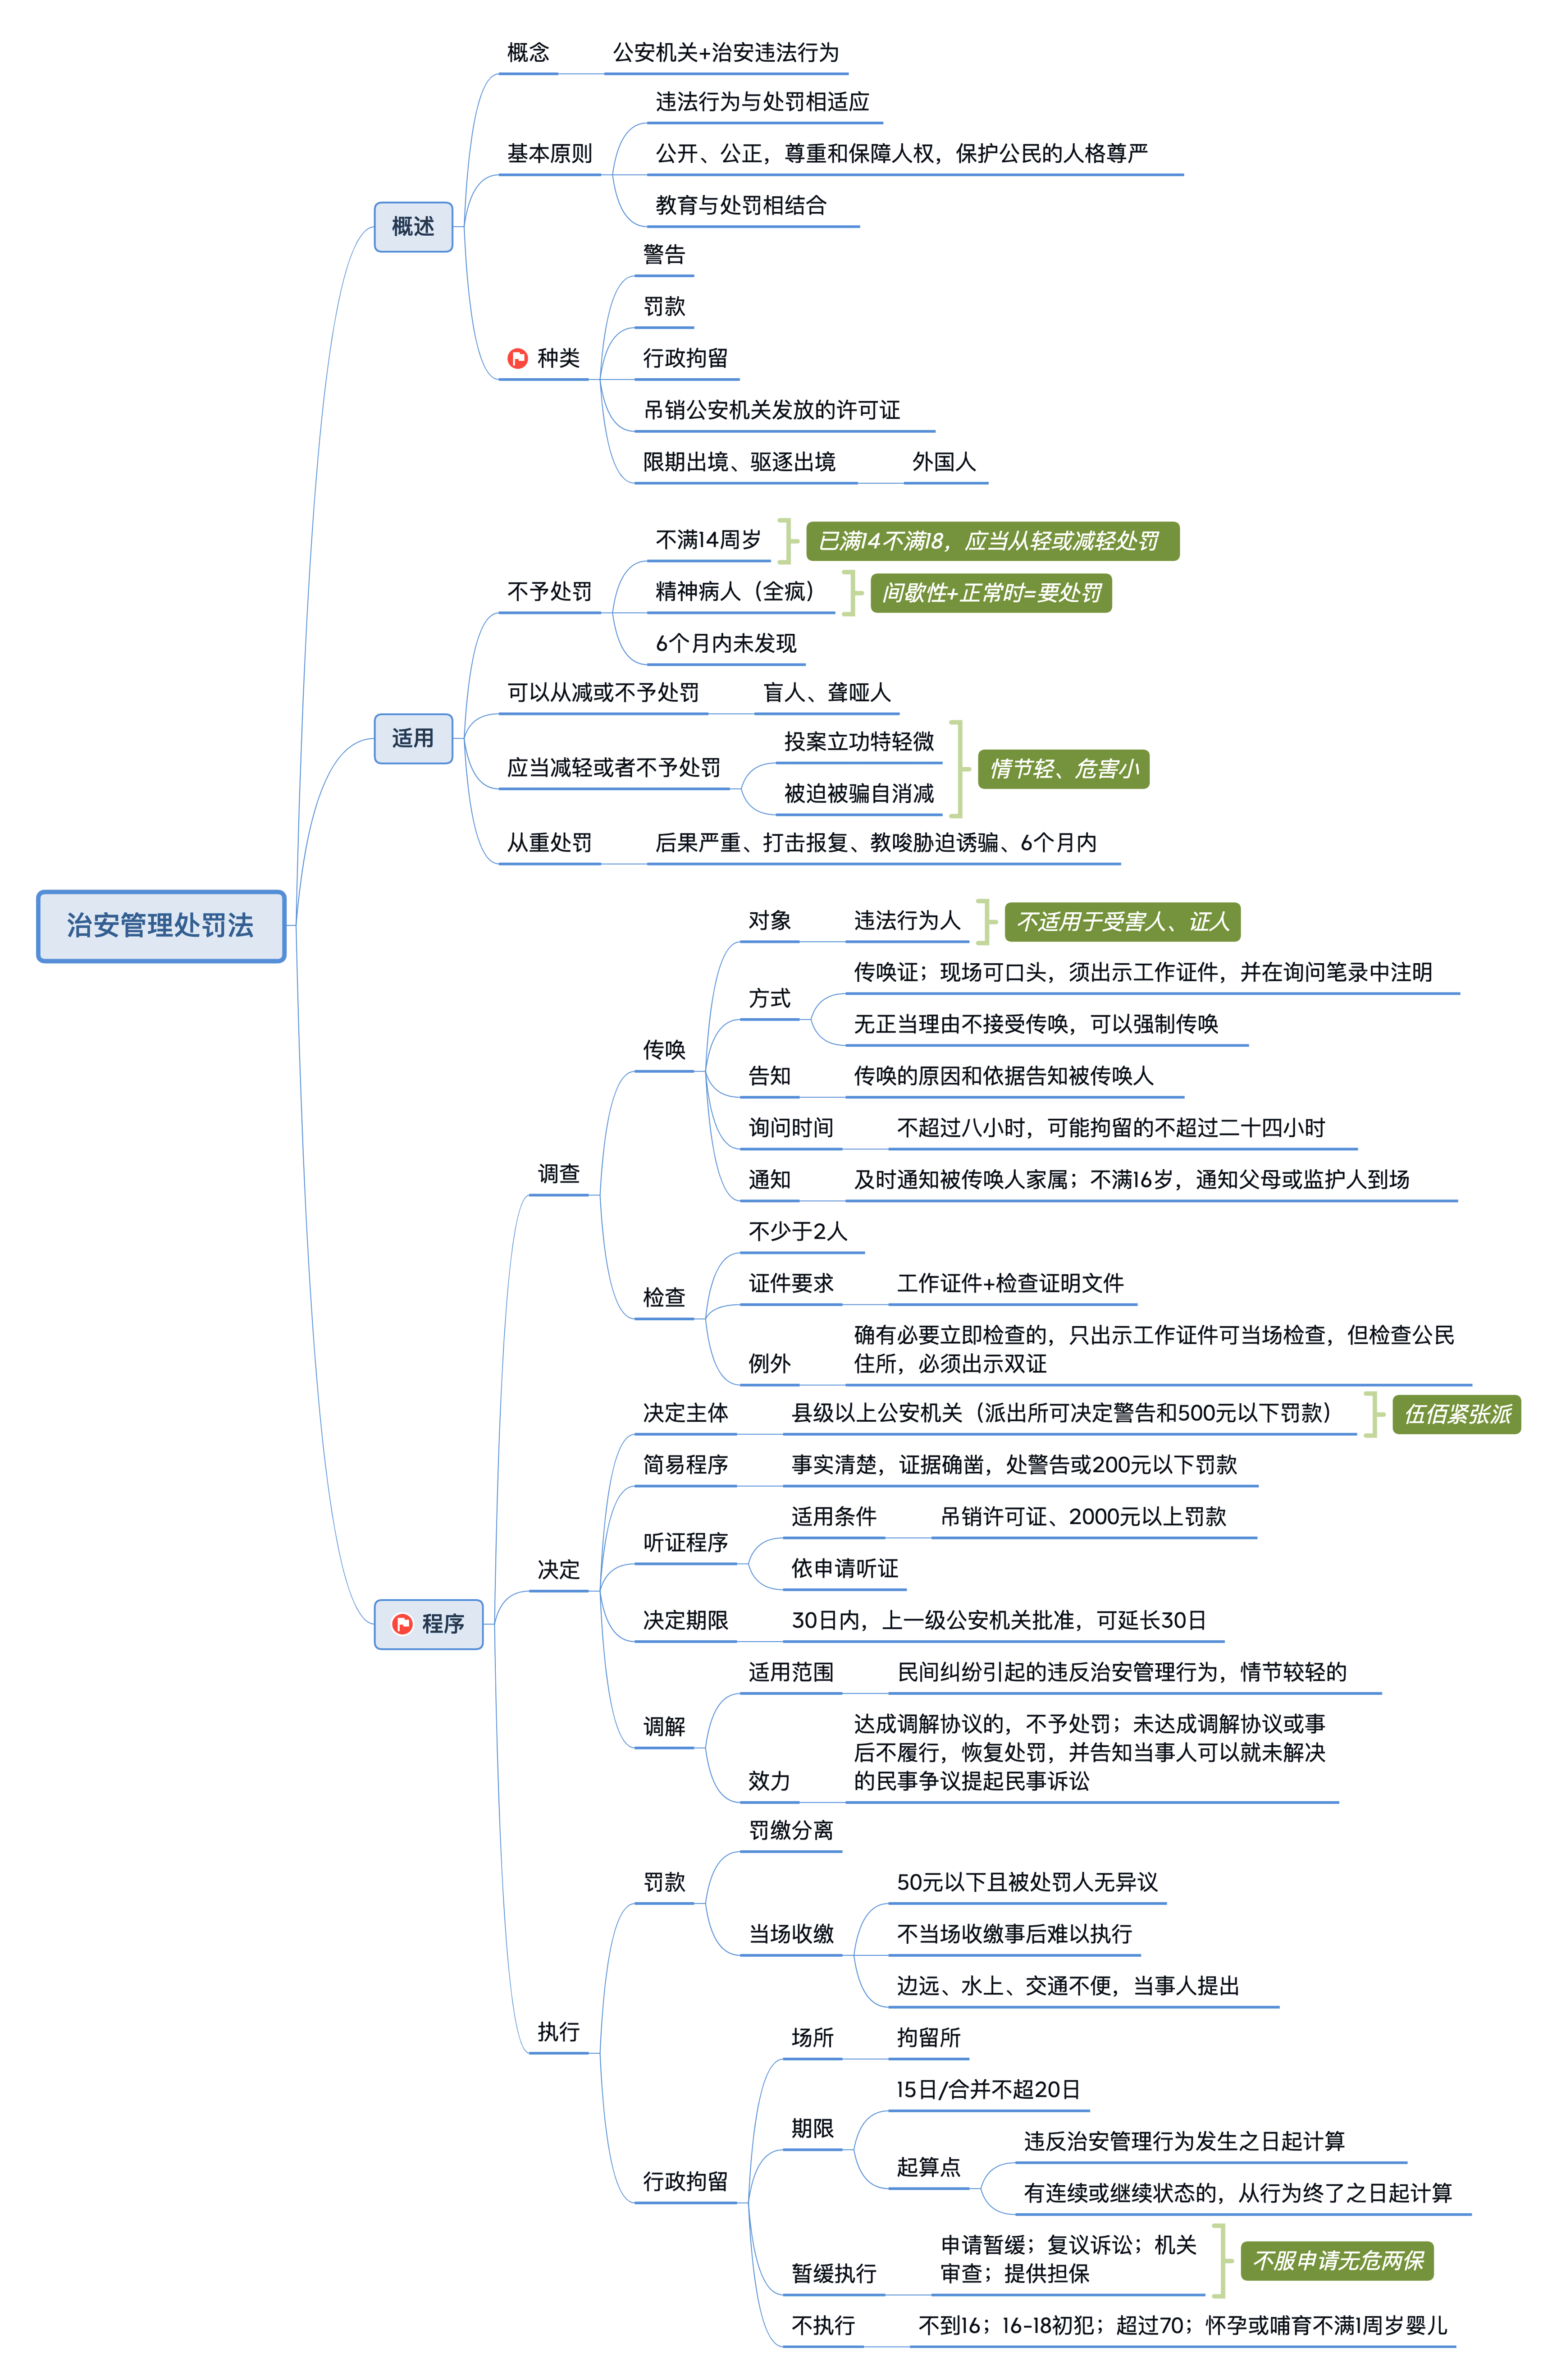 治安管理处罚法
概述
概念
公安机关+治安违法行为
基本原则
违法行为与处罚相适应
公开、公正，尊重和保障人权，保护公民的人格尊严
教育与处罚相结合
种类
警告
罚款
行政拘留
吊销公安机关发放的许可证
限期出境、驱逐出境
外国人
适用
不予处罚
不满14周岁
已满14不满18，应当从轻或减轻处罚
精神病人（全疯）
间歇性+正常时=要处罚
6个月内未发现
可以从减或不予处罚
盲人、聋哑人
应当减轻或者不予处罚
投案立功特轻微
被迫被骗自消减
情节轻、危害小
从重处罚
后果严重、打击报复、教唆胁迫诱骗、6个月内
程序
调查
传唤
对象
违法行为人
不适用于受害人、证人
方式
传唤证；现场可口头，须出示工作证件，并在询问笔录中注明
无正当理由不接受传唤，可以强制传唤
告知
传唤的原因和依据告知被传唤人
询问时间
不超过八小时，可能拘留的不超过二十四小时
通知
及时通知被传唤人家属；不满16岁，通知父母或监护人到场
检查
不少于2人
证件要求
工作证件+检查证明文件
例外
确有必要立即检查的，只出示工作证件可当场检查，但检查公民
住所，必须出示双证
决定
决定主体
县级以上公安机关（派出所可决定警告和500元以下罚款）
伍佰紧张派
简易程序
事实清楚，证据确凿，处警告或200元以下罚款
听证程序
适用条件
吊销许可证、2000元以上罚款
依申请听证
决定期限
30日内，上一级公安机关批准，可延长30日
调解
适用范围
民间纠纷引起的违反治安管理行为，情节较轻的
效力
达成调解协议的，不予处罚；未达成调解协议或事
后不履行，恢复处罚，并告知当事人可以就未解决
的民事争议提起民事诉讼
执行
罚款
罚缴分离
当场收缴
50元以下且被处罚人无异议
不当场收缴事后难以执行
边远、水上、交通不便，当事人提出
行政拘留
场所
拘留所
期限
15日/合并不超20日
起算点
违反治安管理行为发生之日起计算
有连续或继续状态的，从行为终了之日起计算
暂缓执行
申请暂缓；复议诉讼；机关
审查；提供担保
不服申请无危两保
不执行
不到16；16-18初犯；超过70；怀孕或哺育不满1周岁婴儿